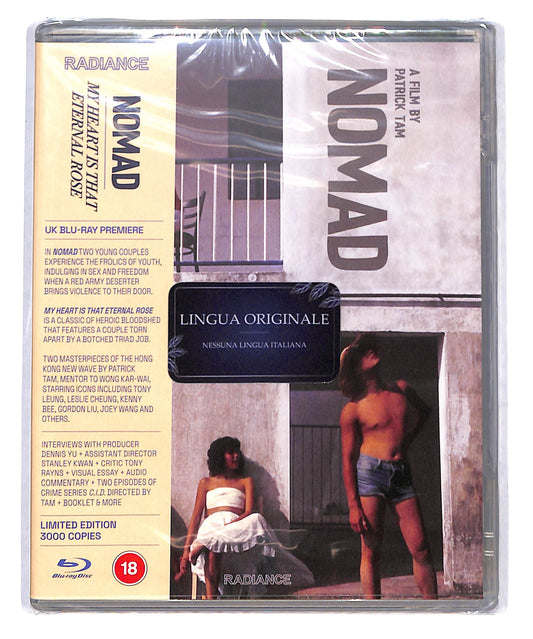 RADIANCE
NOMAD
MY HEART IS THAT
ETERNAL ROSE
UK BLU-RAY PREMIERE
IN NOMAD TWO YOUNG COUPLES
EXPERIENCE THE FROLICS OF YOUTH,
INDULGING IN SEX AND FREEDOM
WHEN A RED ARMY DESERTER
BRINGS VIOLENCE TO THEIR DOOR.
MY HEART IS THAT ETERNAL ROSE
IS A CLASSIC OF HEROIC BLOODSHED
THAT FEATURES A COUPLE TORN
APART BY A BOTCHED TRIAD JOB.
TWO MASTERPIECES OF THE HONG
KONG NEW WAVE BY PATRICK
TAM, MENTOR TO WONG KAR-WAI,
STARRING ICONS INCLUDING TONY
LEUNG, LESLIE CHEUNG, KENNY
BEE, GORDON LIU, JOEY WANG AND
OTHERS.
INTERVIEWS WITH PRODUCER
DENNIS YU + ASSISTANT DIRECTOR
STANLEY KWAN + CRITIC TONY
RAYNS + VISUAL ESSAY + AUDIO
COMMENTARY + TWO EPISODES OF
CRIME SERIES C.I.D. DIRECTED BY
TAM + BOOKLET & MORE
LIMITED EDITION
3000 COPIES
Blu-ray Disc
18
A FILM BY
PATRICK TAM
NOMAD
LINGUA ORIGINALE
NESSUNA LINGUA ITALIANA
RADIANCE